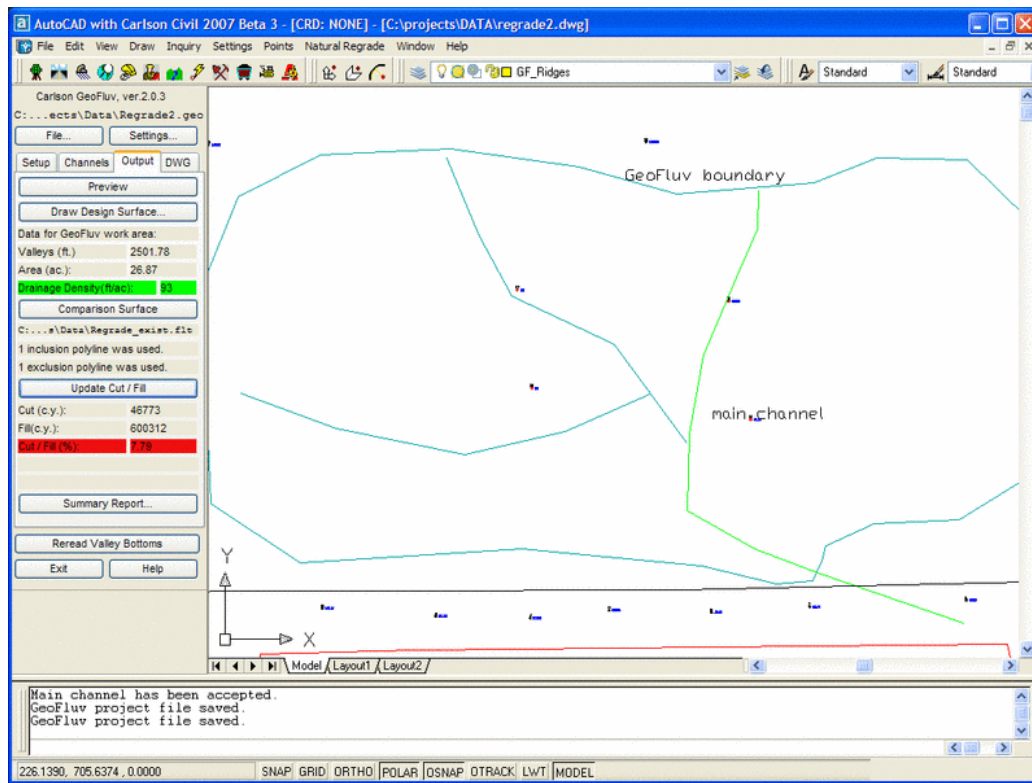 AutoCAD with Carlson Civil 2007 Beta 3 - [CRD: NONE] - [C:\projects\DATA\regrade2.dwg]
File Edit View Draw Inquiry Settings Points Natural Regrade Window Help
GF_Ridges Standard Standard
Carlson GeoFluv, ver.2.0.3
C:...ects\Data\Regrade2.geo
File... Settings...
Setup Channels Output DWG
Preview
Draw Design Surface...
Data for GeoFluv work area:
Valleys (ft.) 2501.78
Area (ac.): 26.87
Drainage Density(ft/ac): 93
Comparison Surface
C:...s\Data\Regrade_exist.flt
1 inclusion polyline was used.
1 exclusion polyline was used.
Update Cut / Fill
Cut (c.y.): 46773
Fill(c.y.): 600312
Cut / Fill (%): 7.79
Summary Report...
Reread Valley Bottoms
Exit Help
GeoFluv boundary
main channel
Y
X
Model Layout1 Layout2
Main channel has been accepted.
GeoFluv project file saved.
GeoFluv project file saved.
226.1390, 705.6374 , 0.0000 SNAP GRID ORTHO POLAR OSNAP OTRACK LWT MODEL